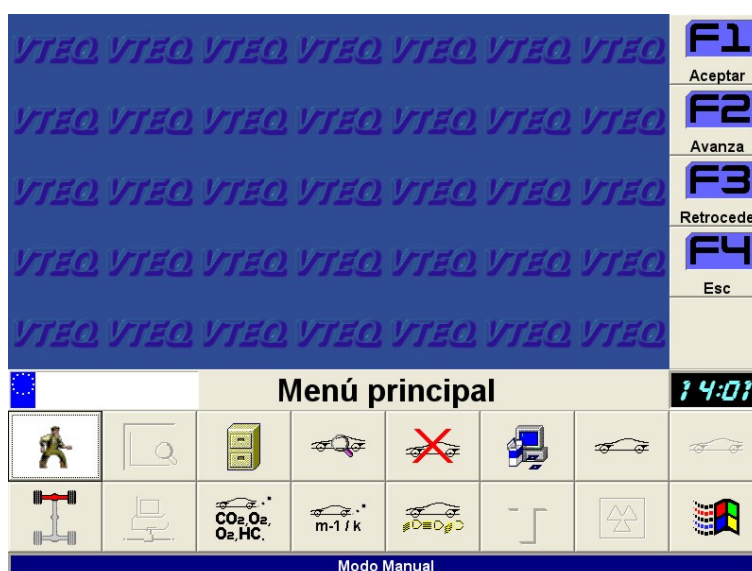 VTEQ VTEQ VTEQ VTEQ VTEQ VTEQ VTEQ
VTEQ VTEQ VTEQ VTEQ VTEQ VTEQ VTEQ
VTEQ VTEQ VTEQ VTEQ VTEQ VTEQ VTEQ
VTEQ VTEQ VTEQ VTEQ VTEQ VTEQ VTEQ
VTEQ VTEQ VTEQ VTEQ VTEQ VTEQ VTEQ
F1
Aceptar
F2
Avanza
F3
Retrocede
F4
Esc
Menú principal
14:01
CO2,O2,
O2,HC.
m-1 / k
Modo Manual